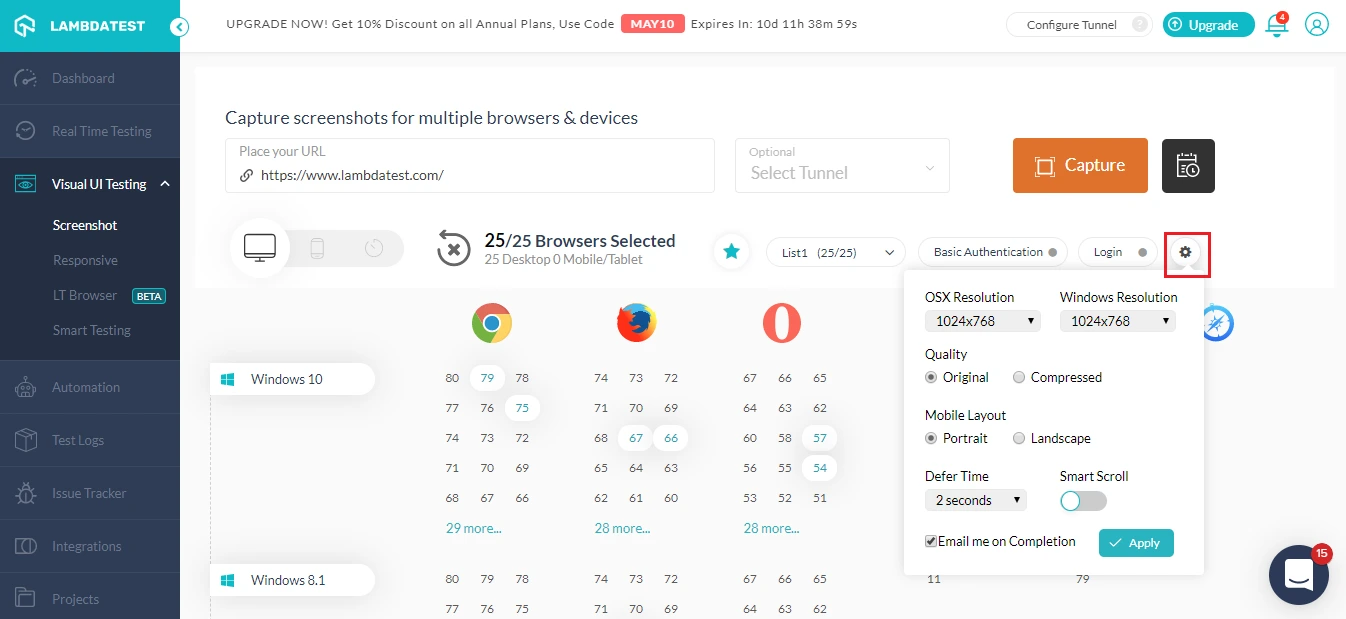 LAMBDATEST
UPGRADE NOW! Get 10% Discount on all Annual Plans, Use Code MAY10 Expires In: 10d 11h 38m 59s
Configure Tunnel ?
Upgrade
4
Dashboard
Real Time Testing
Visual UI Testing
Screenshot
Responsive
LT Browser BETA
Smart Testing
Automation
Test Logs
Issue Tracker
Integrations
Projects
Capture screenshots for multiple browsers & devices
Place your URL
https://www.lambdatest.com/
Optional
Select Tunnel
Capture
25/25 Browsers Selected
25 Desktop 0 Mobile/Tablet
List1 (25/25)
Basic Authentication
Login
OSX Resolution Windows Resolution
1024x768 1024x768
Quality
Original Compressed
Mobile Layout
Portrait Landscape
Defer Time Smart Scroll
2 seconds
Email me on Completion Apply
Windows 10
80 79 78 74 73 72 67 66 65
77 76 75 71 70 69 64 63 62
74 73 72 68 67 66 60 58 57
71 70 69 65 64 63 56 55 54
68 67 66 62 61 60 53 52 51
29 more... 28 more... 28 more...
Windows 8.1
80 79 78 74 73 72 67 66 65 11 79
77 76 75 71 70 69 64 63 62
15